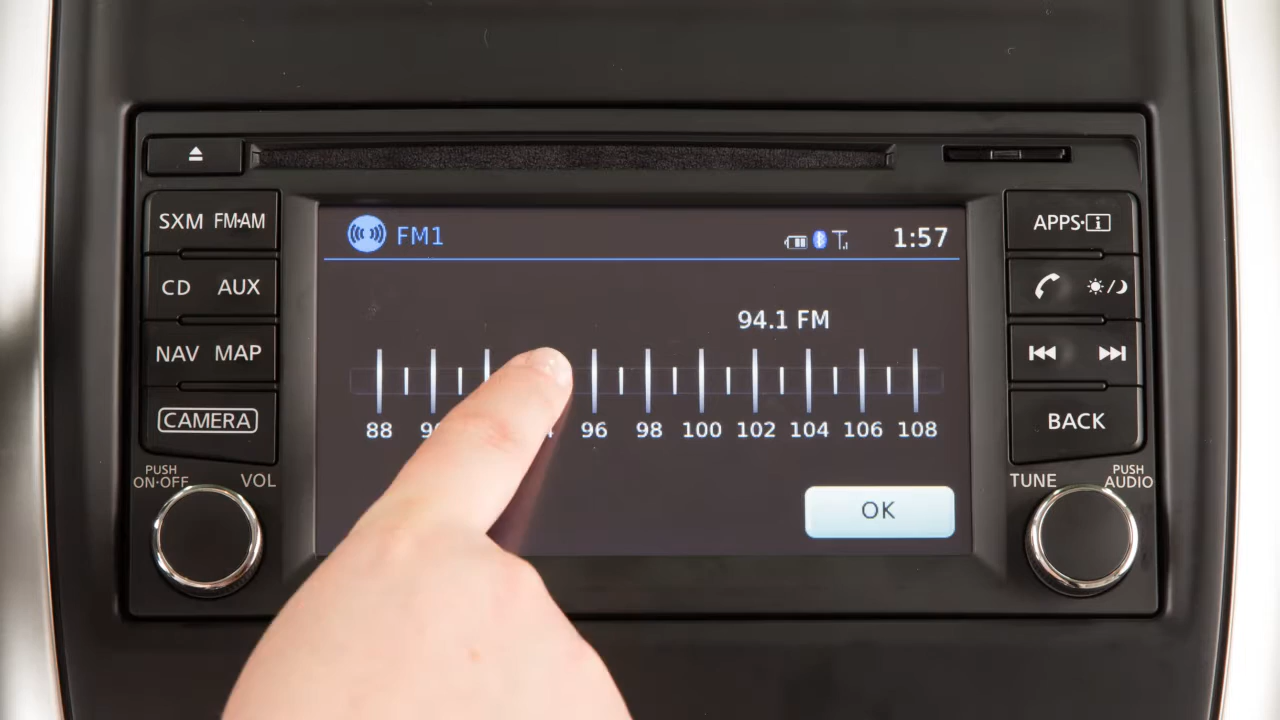 SXM FM·AM
CD AUX
NAV MAP
CAMERA
PUSH
ON·OFF
VOL
FM1
1:57
94.1 FM
88
96 98 100 102 104 106 108
OK
APPS·i
BACK
TUNE
PUSH
AUDIO